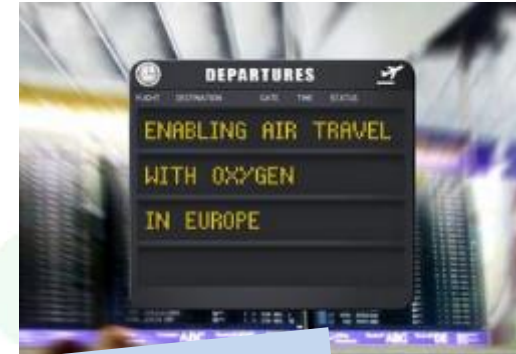 DEPARTURES
FLIGHT DESTINATION GATE TIME STATUS
ENABLING AIR TRAVEL
WITH OXYGEN
IN EUROPE